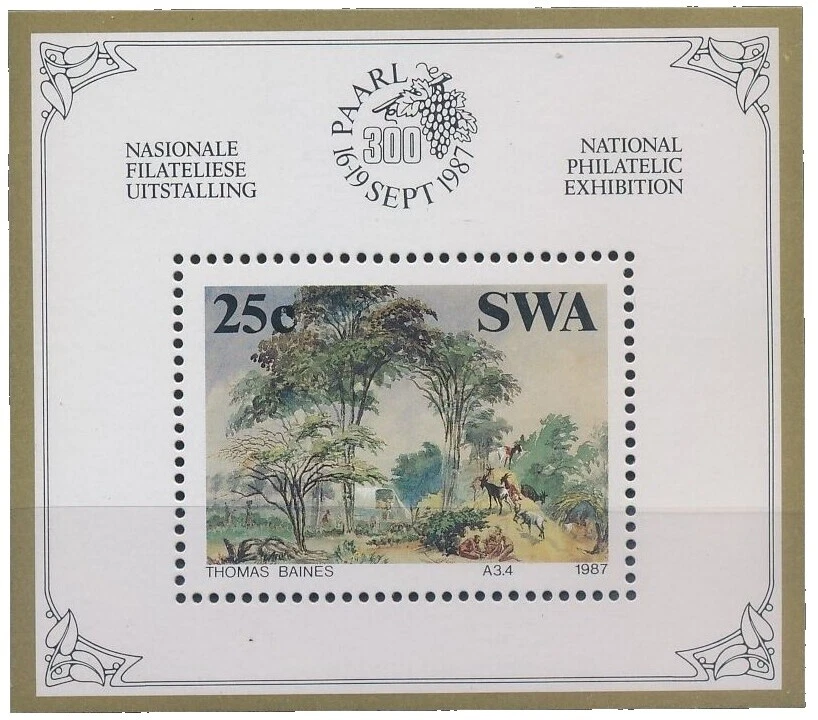 PAARL
300
16-19 SEPT 1987
NASIONALE
FILATELIESE
UITSTALLING
NATIONAL
PHILATELIC
EXHIBITION
25c
SWA
THOMAS BAINES
A3.4
1987